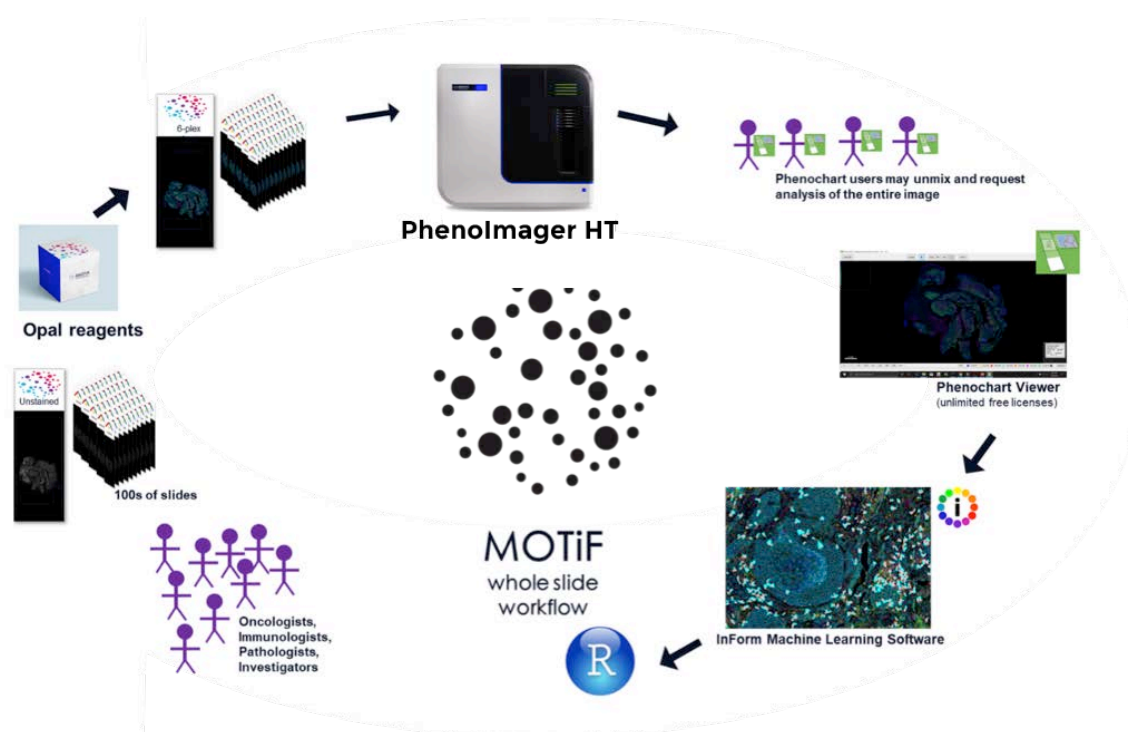 6-plex
PhenoImager HT
Phenochart users may unmix and request
analysis of the entire image
Opal reagents
Phenochart Viewer
(unlimited free licenses)
Unstained
100s of slides
i
MOTiF
whole slide
workflow
Oncologists,
Immunologists,
Pathologists,
Investigators
InForm Machine Learning Software
R